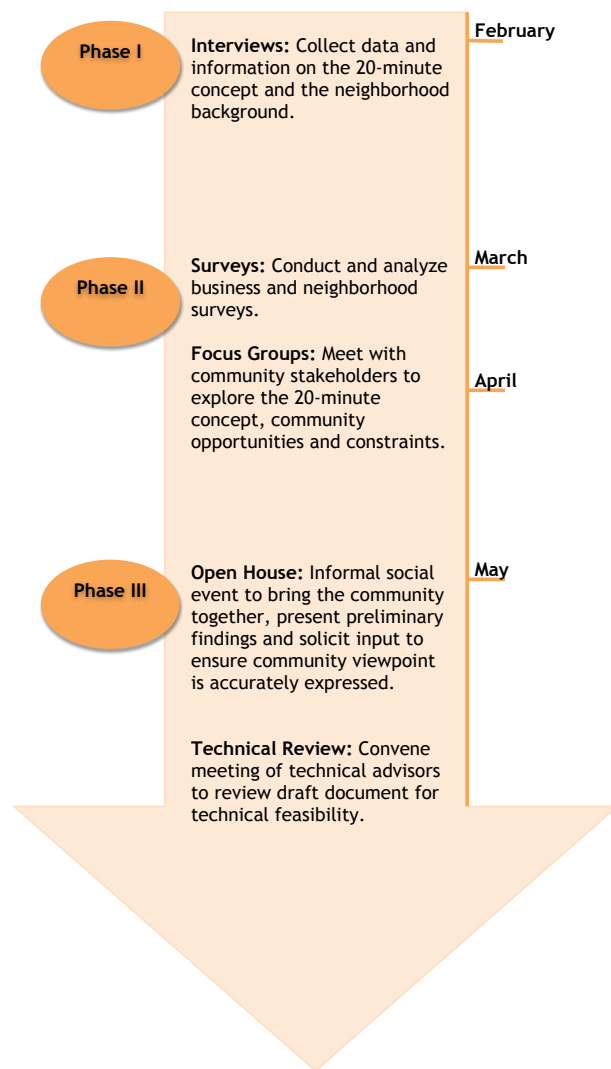 Phase I
Interviews: Collect data and
information on the 20-minute
concept and the neighborhood
background.
February
Phase II
Surveys: Conduct and analyze
business and neighborhood
surveys.
March
Focus Groups: Meet with
community stakeholders to
explore the 20-minute
concept, community
opportunities and constraints.
April
Phase III
Open House: Informal social
event to bring the community
together, present preliminary
findings and solicit input to
ensure community viewpoint
is accurately expressed.
May
Technical Review: Convene
meeting of technical advisors
to review draft document for
technical feasibility.